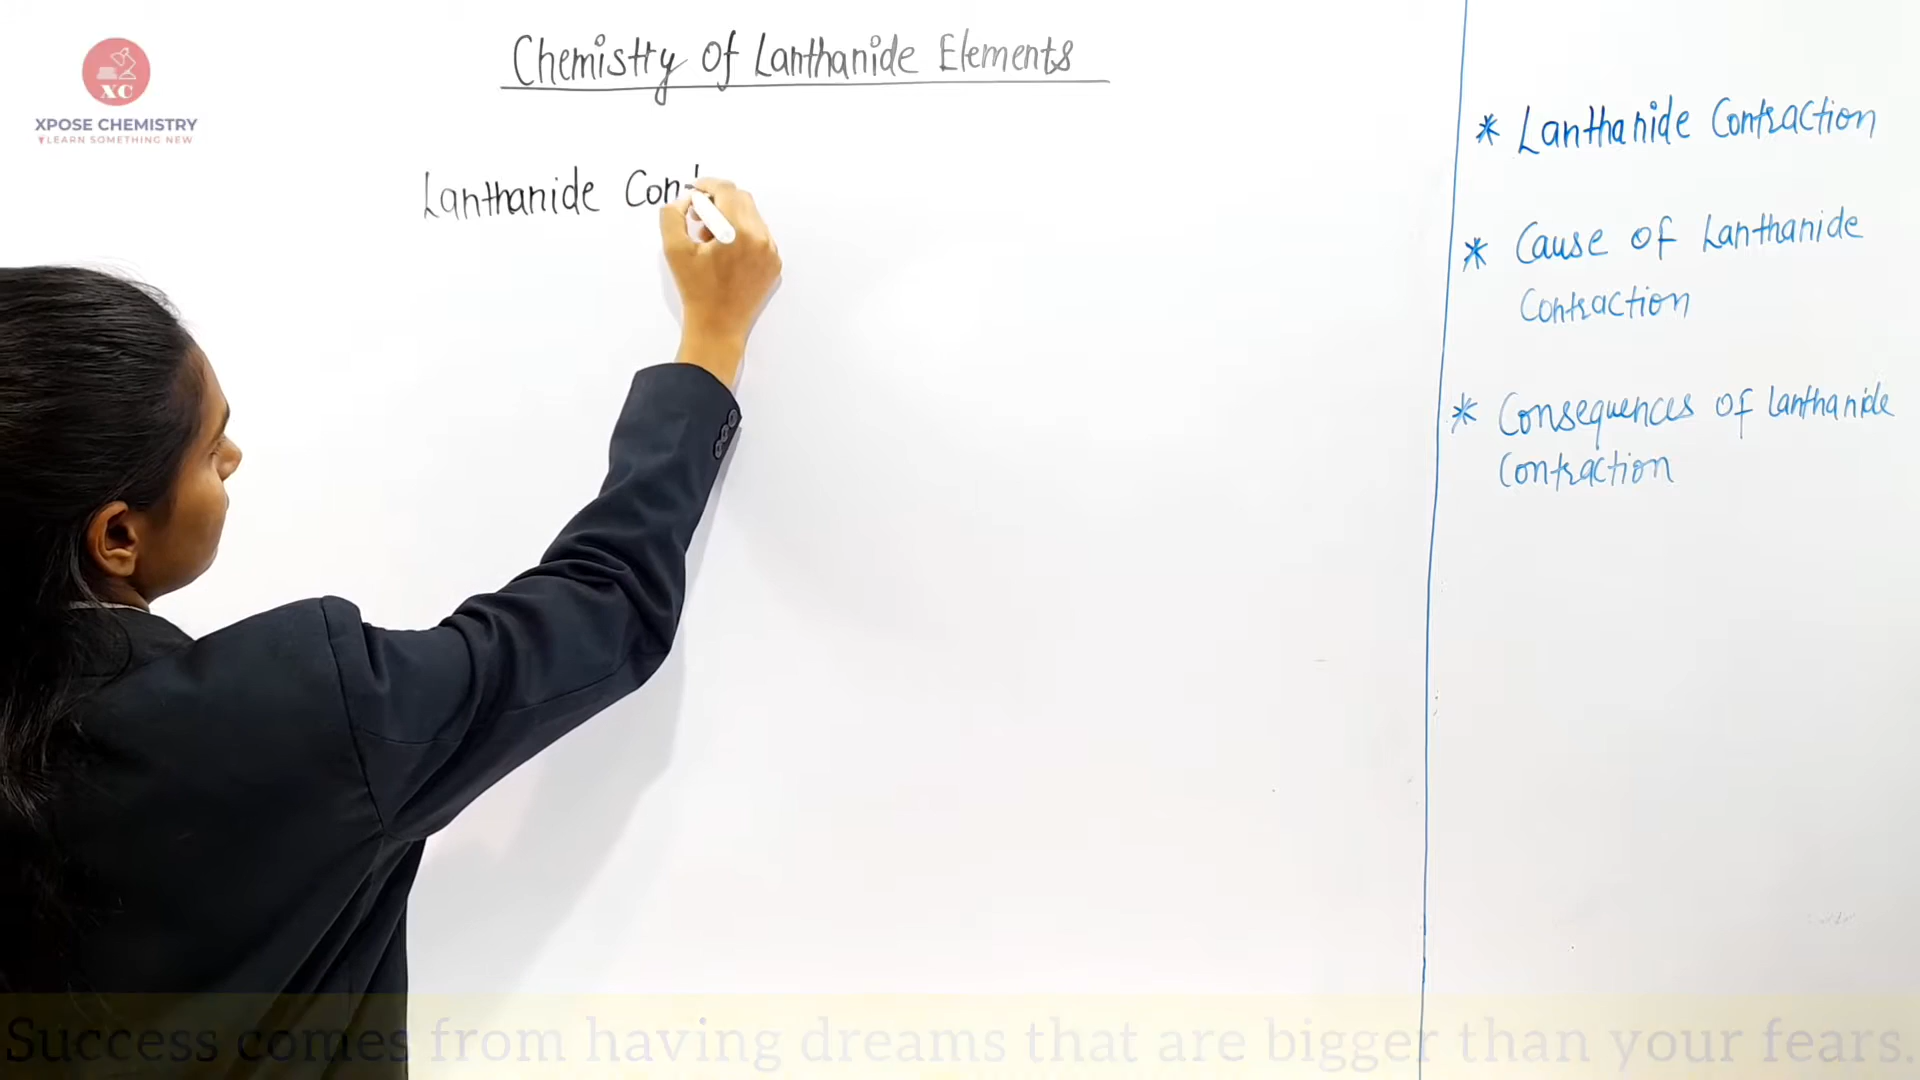 Chemistry Of Lanthanide Elements
XC
XPOSE CHEMISTRY
LEARN SOMETHING NEW
Lanthanide Cont
* Lanthanide Contraction
* Cause of Lanthanide
Contraction
* Consequences of lanthanide
Contraction
Success comes from having dreams that are bigger than your fears.